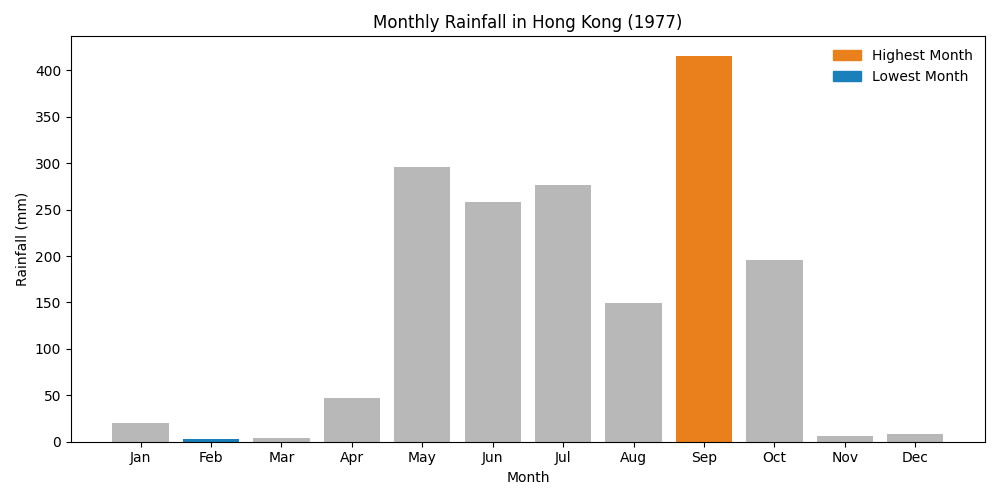 Monthly Rainfall in Hong Kong (1977)
Highest Month
Lowest Month
Rainfall (mm)
400
350
300
250
200
150
100
50
0
Jan Feb Mar Apr May Jun Jul Aug Sep Oct Nov Dec
Month